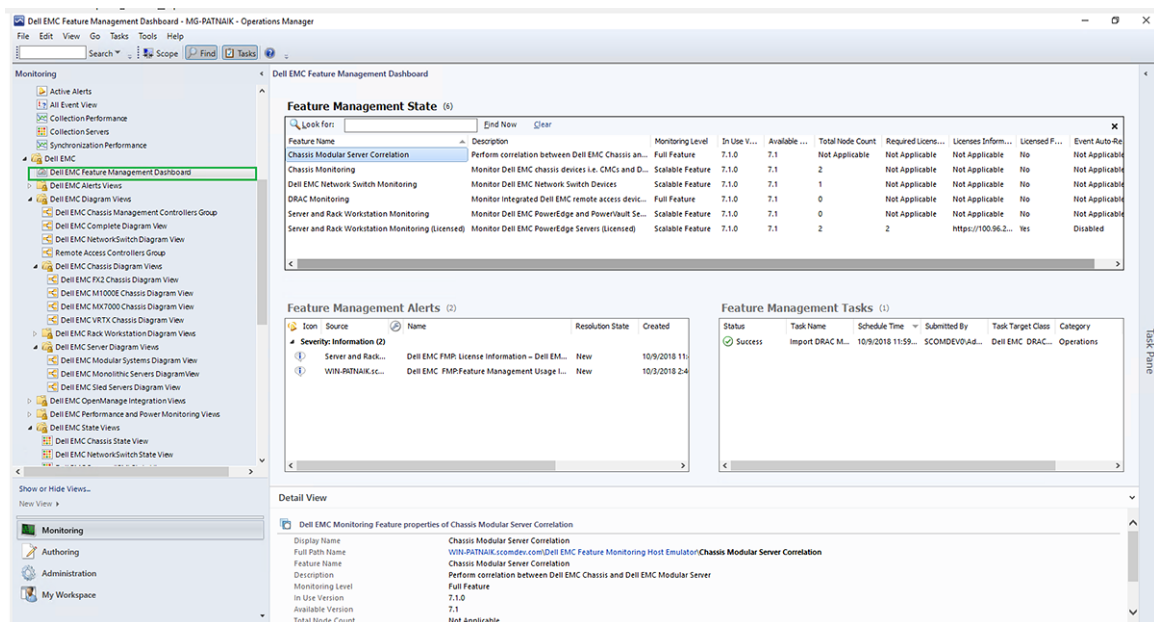 Dell EMC Feature Management Dashboard - MG-PATNAIK - Operations Manager
File Edit View Go Tasks Tools Help
Search Scope Find Tasks
Monitoring
Active Alerts
All Event View
Collection Performance
Collection Servers
Synchronization Performance
Dell EMC
Dell EMC Feature Management Dashboard
Dell EMC Alerts Views
Dell EMC Diagram Views
Dell EMC Chassis Management Controllers Group
Dell EMC Complete Diagram View
Dell EMC NetworkSwitch Diagram View
Remote Access Controllers Group
Dell EMC Chassis Diagram Views
Dell EMC FX2 Chassis Diagram View
Dell EMC M1000E Chassis Diagram View
Dell EMC MX7000 Chassis Diagram View
Dell EMC VRTX Chassis Diagram View
Dell EMC Rack Workstation Diagram Views
Dell EMC Server Diagram Views
Dell EMC Modular Systems Diagram View
Dell EMC Monolithic Servers DiagramView
Dell EMC Sled Servers Diagram View
Dell EMC OpenManage Integration Views
Dell EMC Performance and Power Monitoring Views
Dell EMC State Views
Dell EMC Chassis State View
Dell EMC NetworkSwitch State View
Show or Hide Views...
New View
Monitoring
Authoring
Administration
My Workspace
Dell EMC Feature Management Dashboard
Feature Management State (6)
Look for: Find Now Clear
Feature Name Description Monitoring Level In Use V... Available ... Total Node Count Required Licens... Licenses Inform... Licensed F... Event Auto-Re
Chassis Modular Server Correlation Perform correlation between Dell EMC Chassis an... Full Feature 7.1.0 7.1 Not Applicable Not Applicable Not Applicable No Not Applicable
Chassis Monitoring Monitor Dell EMC chassis devices i.e. CMCs and D... Scalable Feature 7.1.0 7.1 2 Not Applicable Not Applicable No Not Applicable
Dell EMC Network Switch Monitoring Monitor Dell EMC Network Switch Devices Scalable Feature 7.1.0 7.1 1 Not Applicable Not Applicable No Not Applicable
DRAC Monitoring Monitor Integrated Dell EMC remote access devic... Full Feature 7.1.0 7.1 0 Not Applicable Not Applicable No Not Applicable
Server and Rack Workstation Monitoring Monitor Dell EMC PowerEdge and PowerVault Se... Scalable Feature 7.1.0 7.1 0 Not Applicable Not Applicable No Not Applicable
Server and Rack Workstation Monitoring (Licensed) Monitor Dell EMC PowerEdge Servers (Licensed) Scalable Feature 7.1.0 7.1 2 2 https://100.96.2... Yes Disabled
Feature Management Alerts (2)
Icon Source Name Resolution State Created
Severity: Information (2)
Server and Rack... Dell EMC FMP: License Information – Dell EM... New 10/9/2018 11:
WIN-PATNAIK.sc... Dell EMC FMP:Feature Management Usage I... New 10/3/2018 2:4
Feature Management Tasks (1)
Status Task Name Schedule Time Submitted By Task Target Class Category
Success Import DRAC M... 10/9/2018 11:59... SCOMDEV0\Ad... Dell EMC DRAC... Operations
Task Pane
Detail View
Dell EMC Monitoring Feature properties of Chassis Modular Server Correlation
Display Name Chassis Modular Server Correlation
Full Path Name WIN-PATNAIK.scomdev.com\Dell EMC Feature Monitoring Host Emulator\Chassis Modular Server Correlation
Feature Name Chassis Modular Server Correlation
Description Perform correlation between Dell EMC Chassis and Dell EMC Modular Server
Monitoring Level Full Feature
In Use Version 7.1.0
Available Version 7.1
Total Node Count Not Applicable